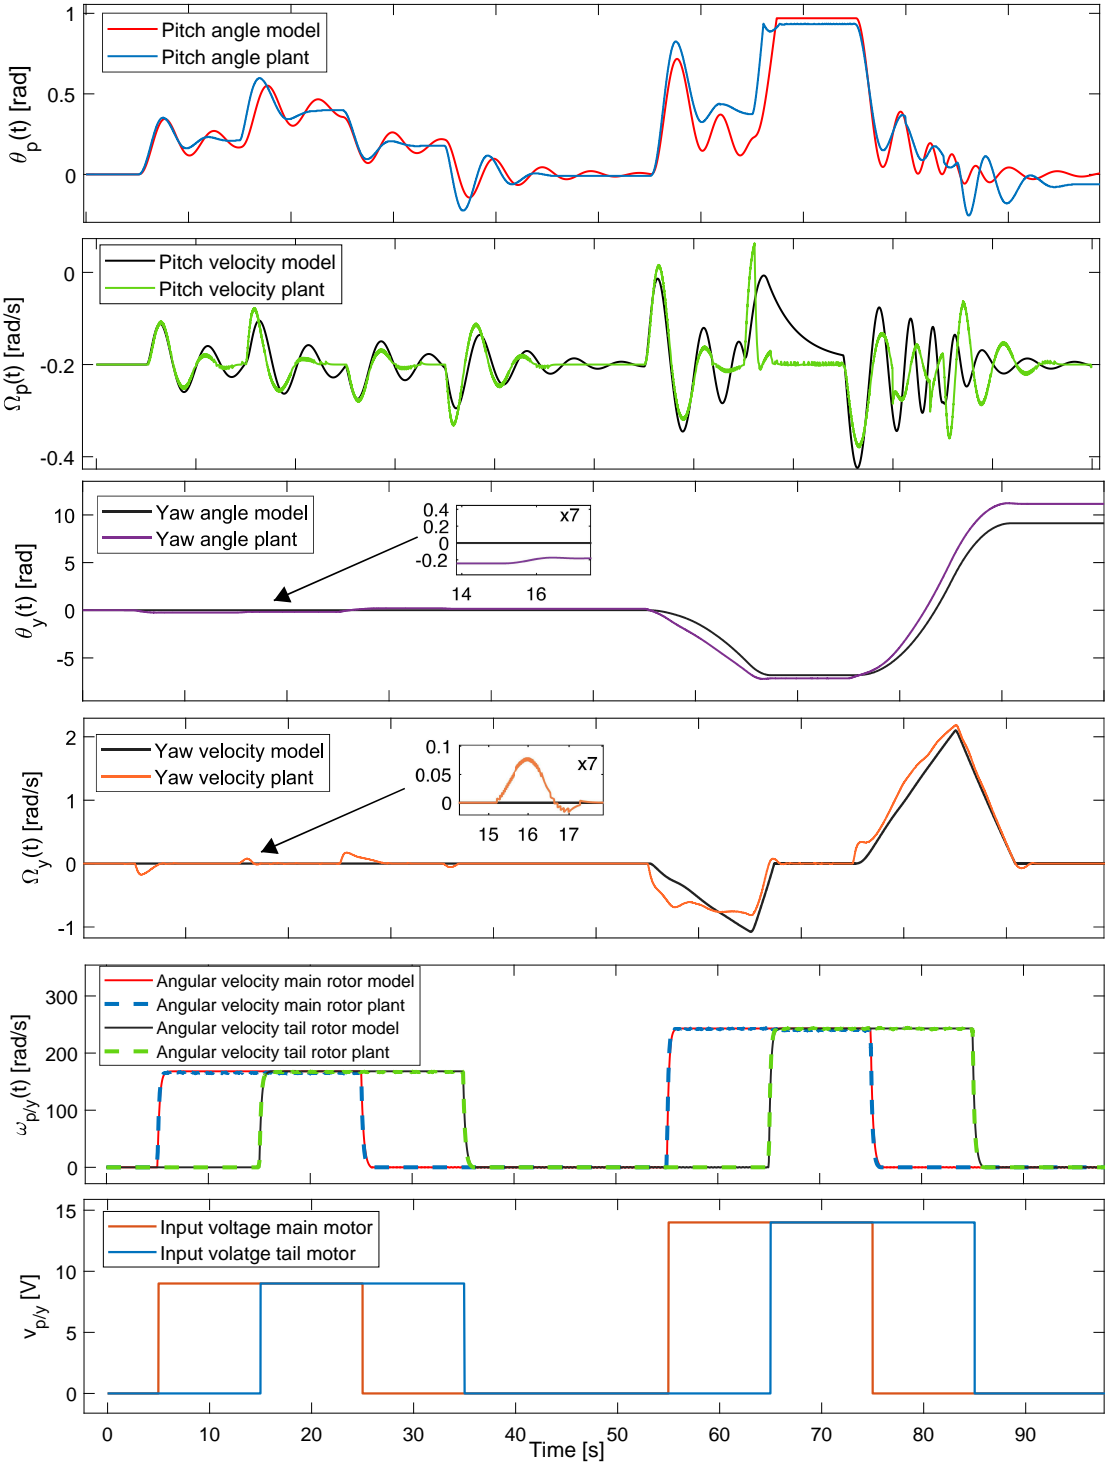 1
0.5
0
θp(t) [rad]
Pitch angle model
Pitch angle plant
0
-0.2
-0.4
Ωp(t) [rad/s]
Pitch velocity model
Pitch velocity plant
10
5
0
-5
θy(t) [rad]
Yaw angle model
Yaw angle plant
x7
0.4
0.2
0
-0.2
14 16
2
1
0
-1
Ωy(t) [rad/s]
Yaw velocity model
Yaw velocity plant
x7
0.1
0.05
0
15 16 17
300
200
100
0
ωp/y(t) [rad/s]
Angular velocity main rotor model
Angular velocity main rotor plant
Angular velocity tail rotor model
Angular velocity tail rotor plant
15
10
5
0
vp/y [V]
Input voltage main motor
Input volatge tail motor
0 10 20 30 40 50 60 70 80 90
Time [s]